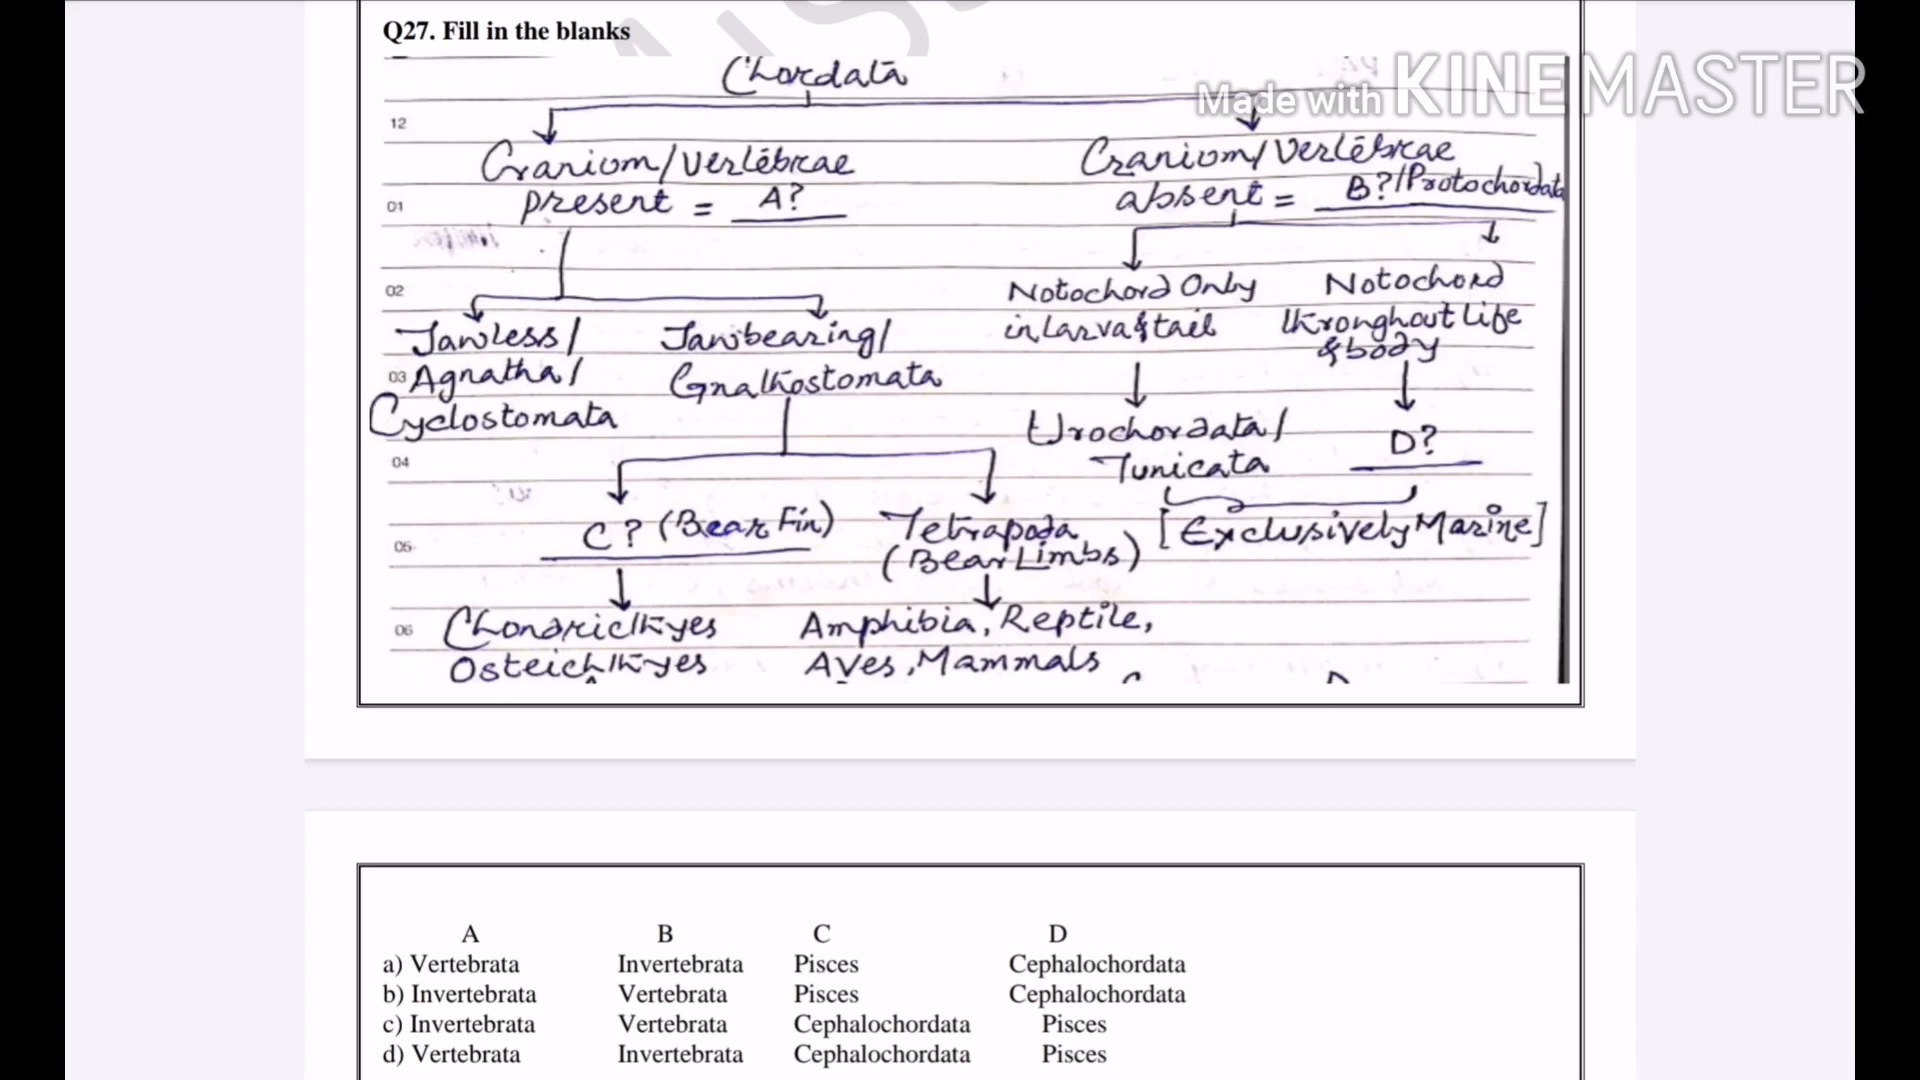 Q27. Fill in the blanks
Chordata
Made with KINEMASTER
12
Cranium/Vertebrae
present = A?
Cranium/Vertebrae
absent = B?/Protochordata
01
02
Jawless/
Agnatha/
Cyclostomata
Jawbearing/
Gnathostomata
Notochord Only
in Larva & tail
Notochord
throughout Life
& body
03
Urochordata/
Tunicata
D?
04
C? (Bear Fin)
Tetrapoda
(Bear Limbs)
[Exclusively Marine]
05
06
Chondricthyes
Osteichthyes
Amphibia, Reptile,
Aves, Mammals
A B C D
a) Vertebrata Invertebrata Pisces Cephalochordata
b) Invertebrata Vertebrata Pisces Cephalochordata
c) Invertebrata Vertebrata Cephalochordata Pisces
d) Vertebrata Invertebrata Cephalochordata Pisces